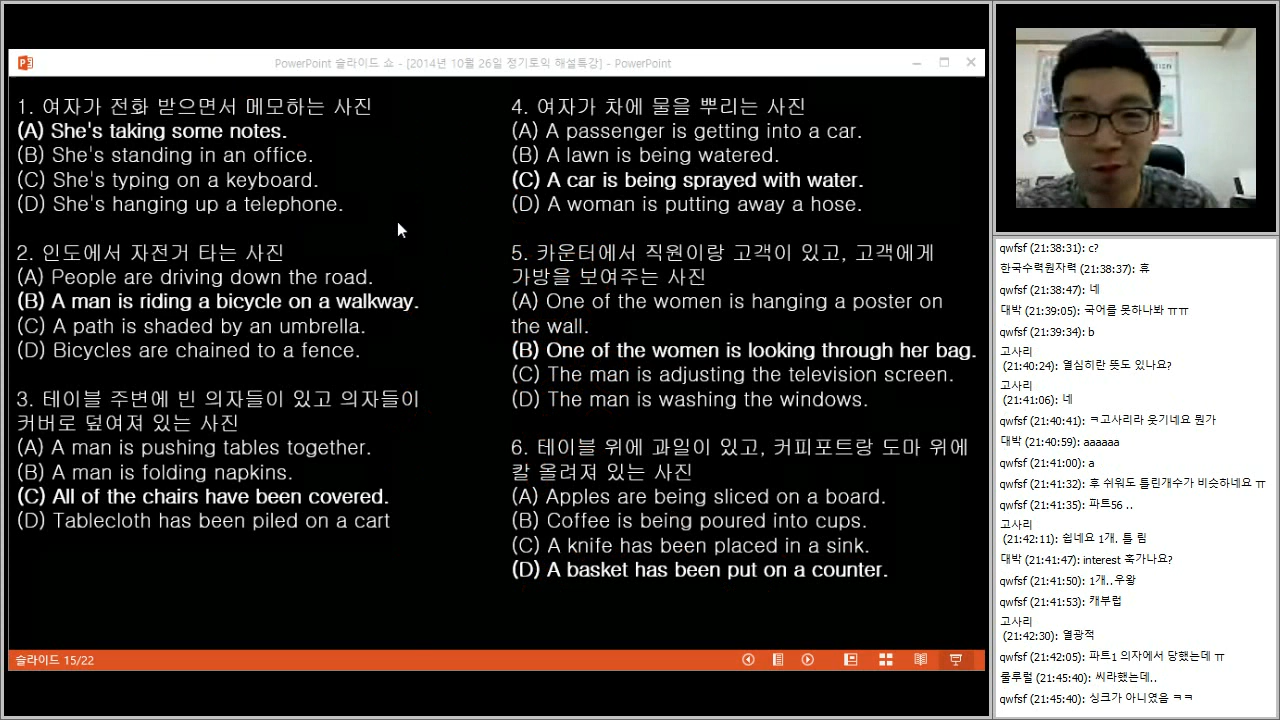 PowerPoint 슬라이드 쇼 - [2014년 10월 26일 정기토익 해설특강] - PowerPoint
1. 여자가 전화 받으면서 메모하는 사진
(A) She's taking some notes.
(B) She's standing in an office.
(C) She's typing on a keyboard.
(D) She's hanging up a telephone.
2. 인도에서 자전거 타는 사진
(A) People are driving down the road.
(B) A man is riding a bicycle on a walkway.
(C) A path is shaded by an umbrella.
(D) Bicycles are chained to a fence.
3. 테이블 주변에 빈 의자들이 있고 의자들이
커버로 덮여져 있는 사진
(A) A man is pushing tables together.
(B) A man is folding napkins.
(C) All of the chairs have been covered.
(D) Tablecloth has been piled on a cart
4. 여자가 차에 물을 뿌리는 사진
(A) A passenger is getting into a car.
(B) A lawn is being watered.
(C) A car is being sprayed with water.
(D) A woman is putting away a hose.
5. 카운터에서 직원이랑 고객이 있고, 고객에게
가방을 보여주는 사진
(A) One of the women is hanging a poster on
the wall.
(B) One of the women is looking through her bag.
(C) The man is adjusting the television screen.
(D) The man is washing the windows.
6. 테이블 위에 과일이 있고, 커피포트랑 도마 위에
칼 올려져 있는 사진
(A) Apples are being sliced on a board.
(B) Coffee is being poured into cups.
(C) A knife has been placed in a sink.
(D) A basket has been put on a counter.
슬라이드 15/22
qwfsf (21:38:31): c?
한국수력원자력 (21:38:37): 휴
qwfsf (21:38:47): 네
대박 (21:39:05): 국어를 못하나봐 ㅠㅠ
qwfsf (21:39:34): b
고사리
(21:40:24): 열심히란 뜻도 있나요?
고사리
(21:41:06): 네
qwfsf (21:40:41): ㅋ고사리라 웃기네요 뭔가
대박 (21:40:59): aaaaaa
qwfsf (21:41:00): a
qwfsf (21:41:32): 후 쉬워도 틀린개수가 비슷하네요 ㅠ
qwfsf (21:41:35): 파트56 ..
고사리
(21:42:11): 쉽네요 1개. 틀 림
대박 (21:41:47): interest 혹가나요?
qwfsf (21:41:50): 1개..우왕
qwfsf (21:41:53): 캐부럽
고사리
(21:42:30): 열광적
qwfsf (21:42:05): 파트1 의자에서 당했는데 ㅠ
쿨루럴 (21:45:40): 씨라했는데..
qwfsf (21:45:40): 싱크가 아니였음 ㅋㅋ